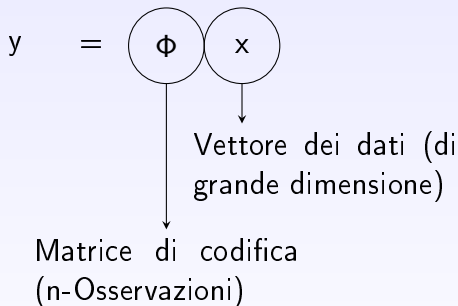 y = Φ x
Vettore dei dati (di
grande dimensione)
Matrice di codifica
(n-Osservazioni)